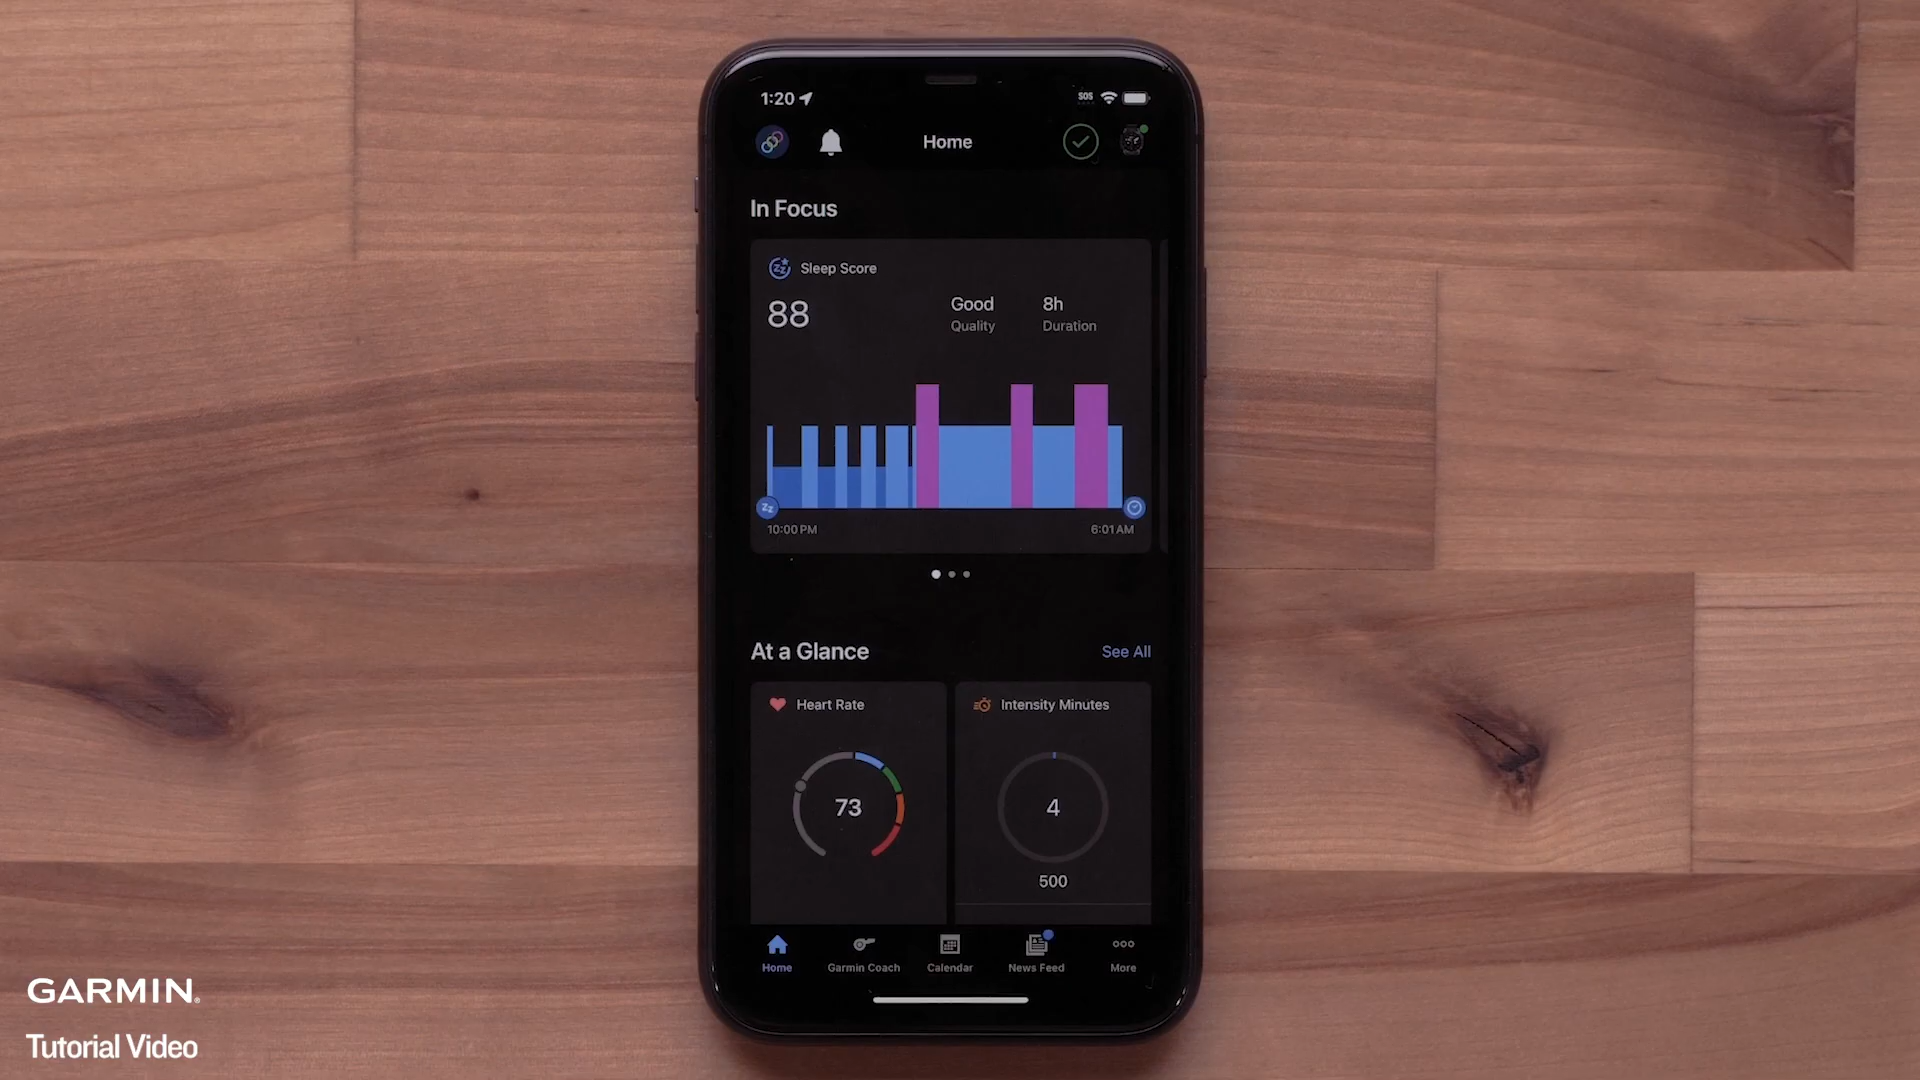 1:20
SOS
Home
In Focus
Sleep Score
88
Good
Quality
8h
Duration
10:00 PM
6:01 AM
At a Glance
See All
Heart Rate
73
Intensity Minutes
4
500
Home
Garmin Coach
Calendar
News Feed
More
GARMIN
Tutorial Video